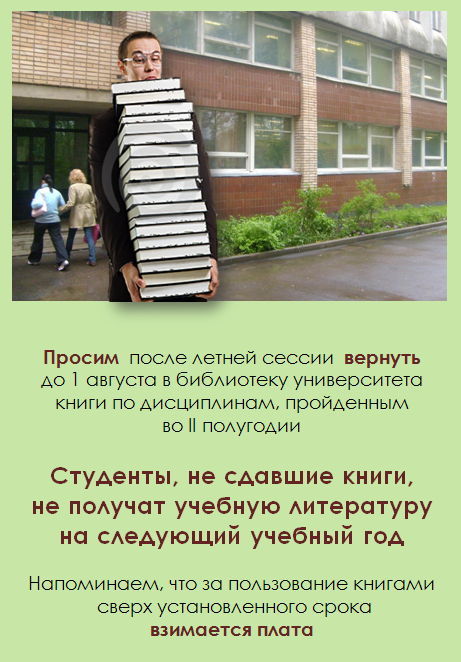 Просим после летней сессии вернуть
до 1 августа в библиотеку университета
книги по дисциплинам, пройденным
во II полугодии
Студенты, не сдавшие книги,
не получат учебную литературу
на следующий учебный год
Напоминаем, что за пользование книгами
сверх установленного срока
взимается плата